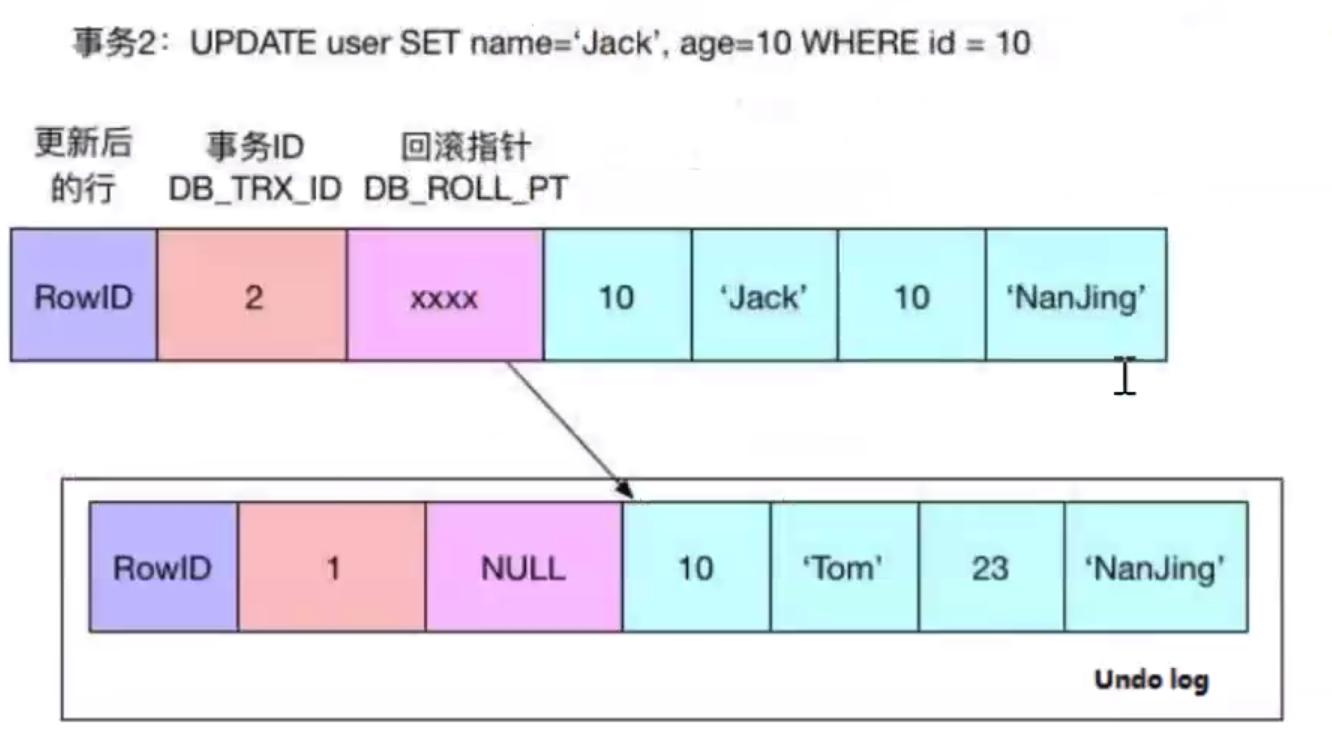 事务2：UPDATE user SET name=‘Jack’, age=10 WHERE id = 10
更新后 事务ID 回滚指针
的行 DB_TRX_ID DB_ROLL_PT
RowID 2 xxxx 10 ‘Jack’ 10 ‘NanJing’
RowID 1 NULL 10 ‘Tom’ 23 ‘NanJing’
Undo log